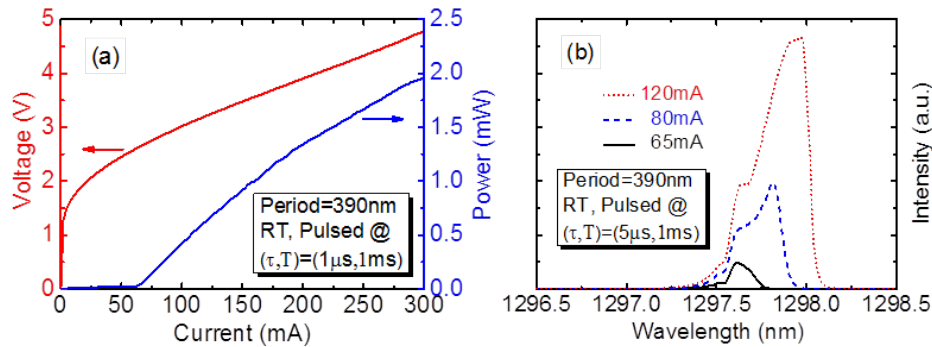 (a)
Voltage (V)
5
4
3
2
1
0
Power (mW)
2.5
2.0
1.5
1.0
0.5
0.0
Period=390nm
RT, Pulsed @
(τ,T)=(1μs,1ms)
0 50 100 150 200 250 300
Current (mA)
(b)
120mA
80mA
65mA
Period=390nm
RT, Pulsed @
(τ,T)=(5μs,1ms)
Intensity (a.u.)
1296.5 1297.0 1297.5 1298.0 1298.5
Wavelength (nm)